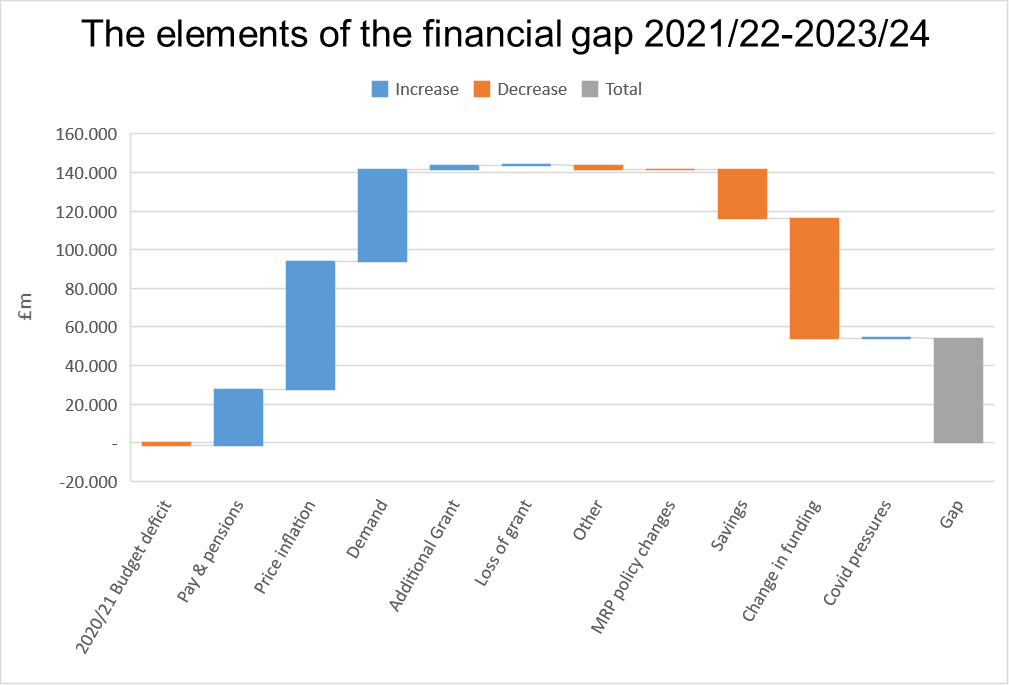 The elements of the financial gap 2021/22-2023/24
Increase Decrease Total
160.000
140.000
120.000
100.000
80.000
60.000
40.000
20.000
-
-20.000
£m
2020/21 Budget deficit
Pay & pensions
Price inflation
Demand
Additional Grant
Loss of grant
Other
MRP policy changes
Savings
Change in funding
Covid pressures
Gap